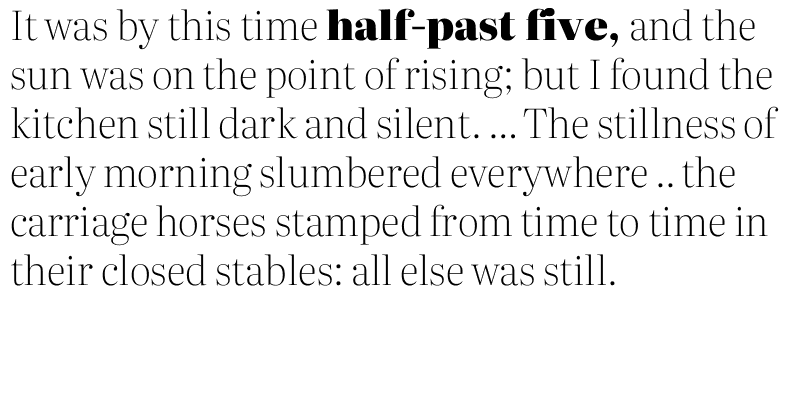 It was by this time half-past five, and the
sun was on the point of rising; but I found the
kitchen still dark and silent. ... The stillness of
early morning slumbered everywhere .. the
carriage horses stamped from time to time in
their closed stables: all else was still.